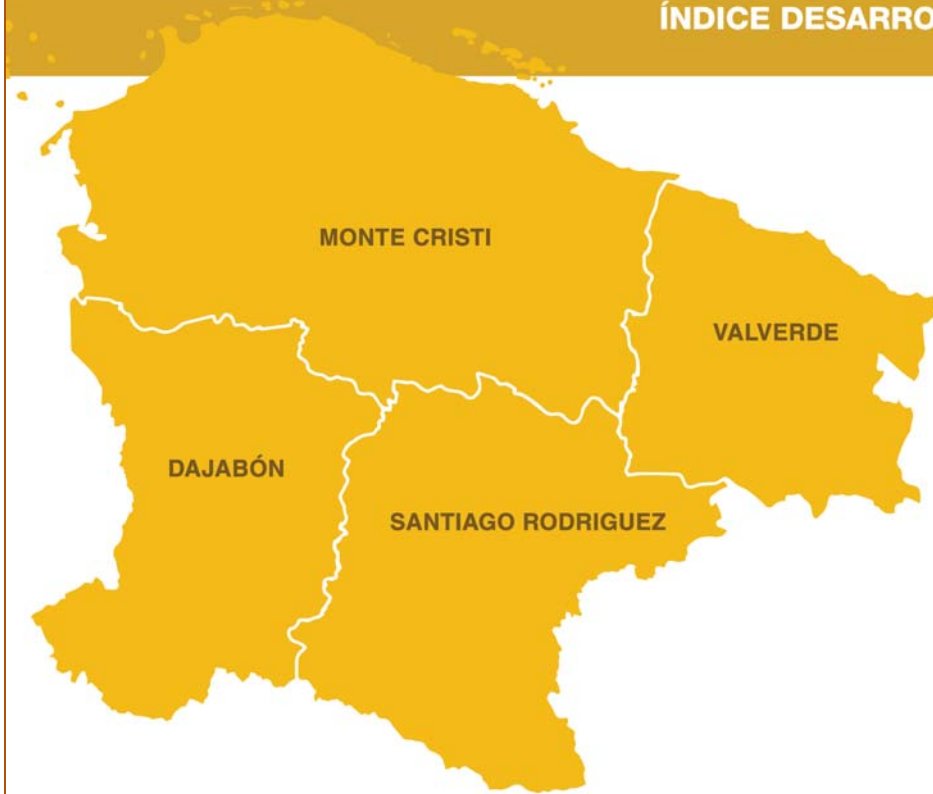 ÍNDICE DESARRO
MONTE CRISTI
VALVERDE
DAJABÓN
SANTIAGO RODRIGUEZ